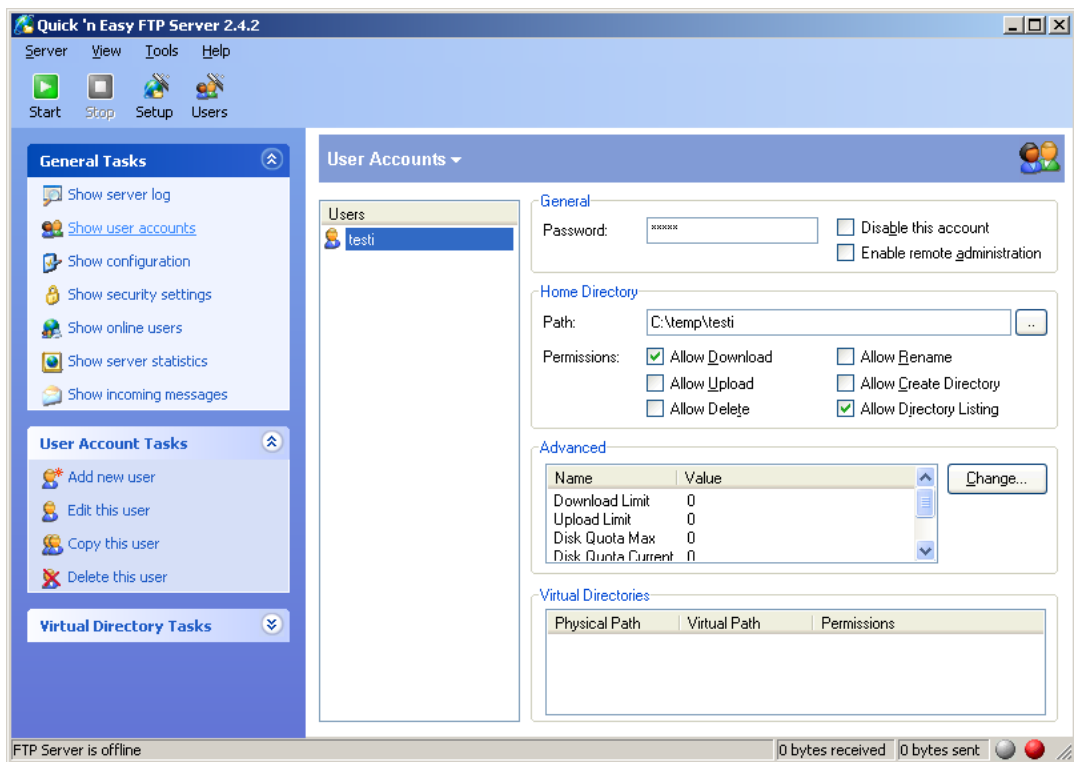 Quick 'n Easy FTP Server 2.4.2
Server View Tools Help
Start Stop Setup Users
General Tasks
Show server log
Show user accounts
Show configuration
Show security settings
Show online users
Show server statistics
Show incoming messages
User Account Tasks
Add new user
Edit this user
Copy this user
Delete this user
Virtual Directory Tasks
User Accounts
Users
testi
General
Password: xxxxx
Disable this account
Enable remote administration
Home Directory
Path: C:\temp\testi ..
Permissions: Allow Download Allow Rename
Allow Upload Allow Create Directory
Allow Delete Allow Directory Listing
Advanced
Name Value
Download Limit 0
Upload Limit 0
Disk Quota Max 0
Disk Quota Current 0
Change...
Virtual Directories
Physical Path Virtual Path Permissions
FTP Server is offline 0 bytes received 0 bytes sent